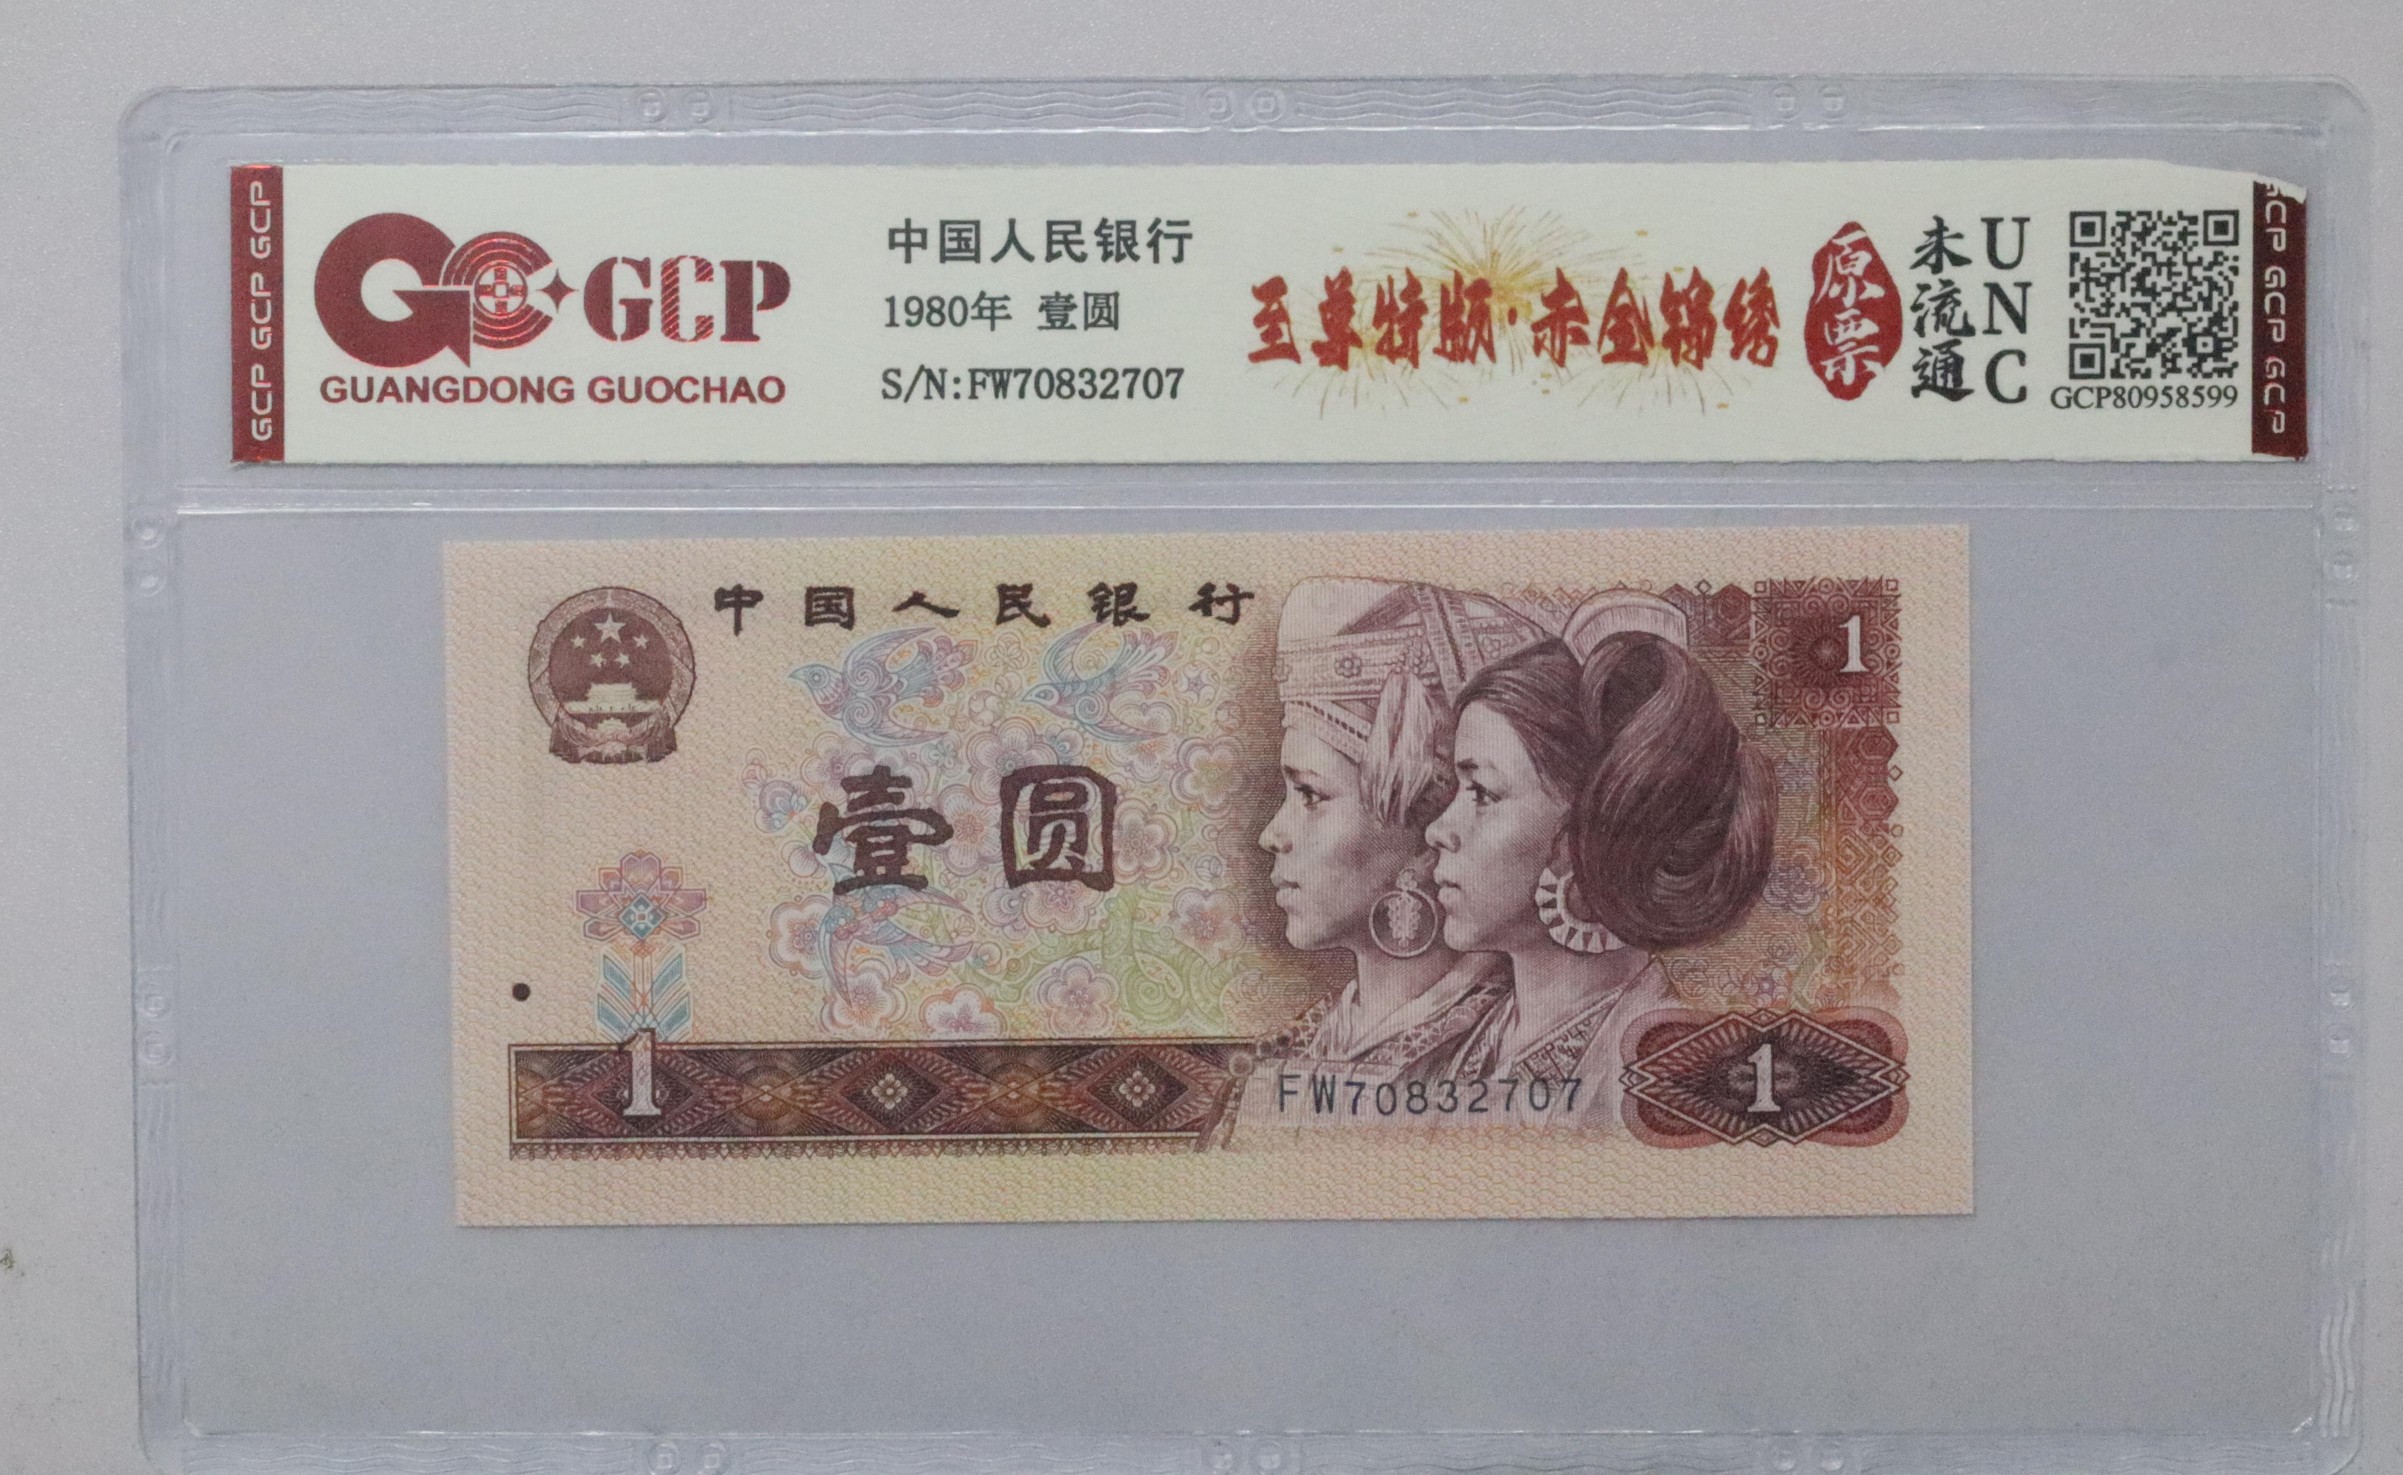 GCP GCP GCP
GCP
GUANGDONG GUOCHAO
中国人民银行
1980年 壹圆
S/N:FW70832707
至尊特版·赤金锦绣
原票
未流通
UNC
GCP80958599
GCP GCP GCP
中国人民银行
1
壹圆
1
FW70832707
1